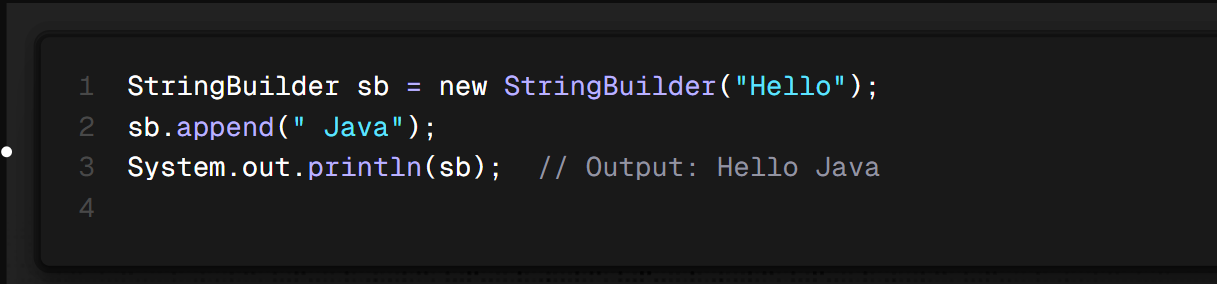 1 StringBuilder sb = new StringBuilder("Hello");
2 sb.append(" Java");
3 System.out.println(sb);  // Output: Hello Java
4